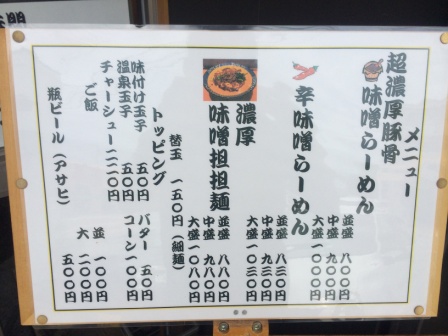 メニュー
超濃厚豚骨
味噌らーめん
並盛 八〇〇円
中盛 九〇〇円
大盛 一〇〇〇円
辛味噌らーめん
並盛 八三〇円
中盛 九三〇円
大盛 一〇三〇円
濃厚
味噌担担麺
並盛 八八〇円
中盛 九八〇円
大盛 一〇八〇円
替玉 一五〇円(細麺)
トッピング
味付け玉子 五〇円
バター 五〇円
温泉玉子 五〇円
コーン 一〇〇円
チャーシュー 二二〇円
ご飯
並 一〇〇円
大 二〇〇円
瓶ビール(アサヒ) 五〇〇円